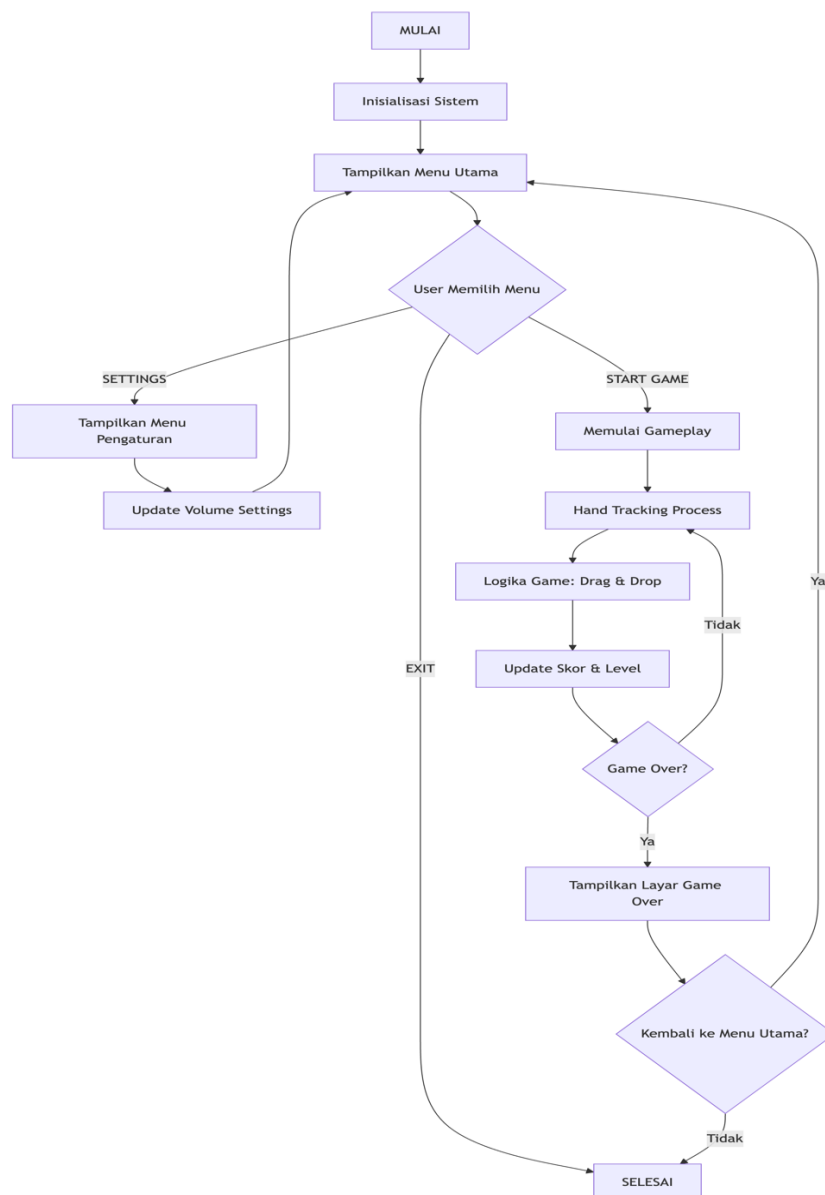 MULAI
Inisialisasi Sistem
Tampilkan Menu Utama
User Memilih Menu
SETTINGS
START GAME
Tampilkan Menu
Pengaturan
Memulai Gameplay
Update Volume Settings
Hand Tracking Process
Logika Game: Drag & Drop
Ya
Tidak
EXIT
Update Skor & Level
Game Over?
Ya
Tampilkan Layar Game
Over
Kembali ke Menu Utama?
Tidak
SELESAI